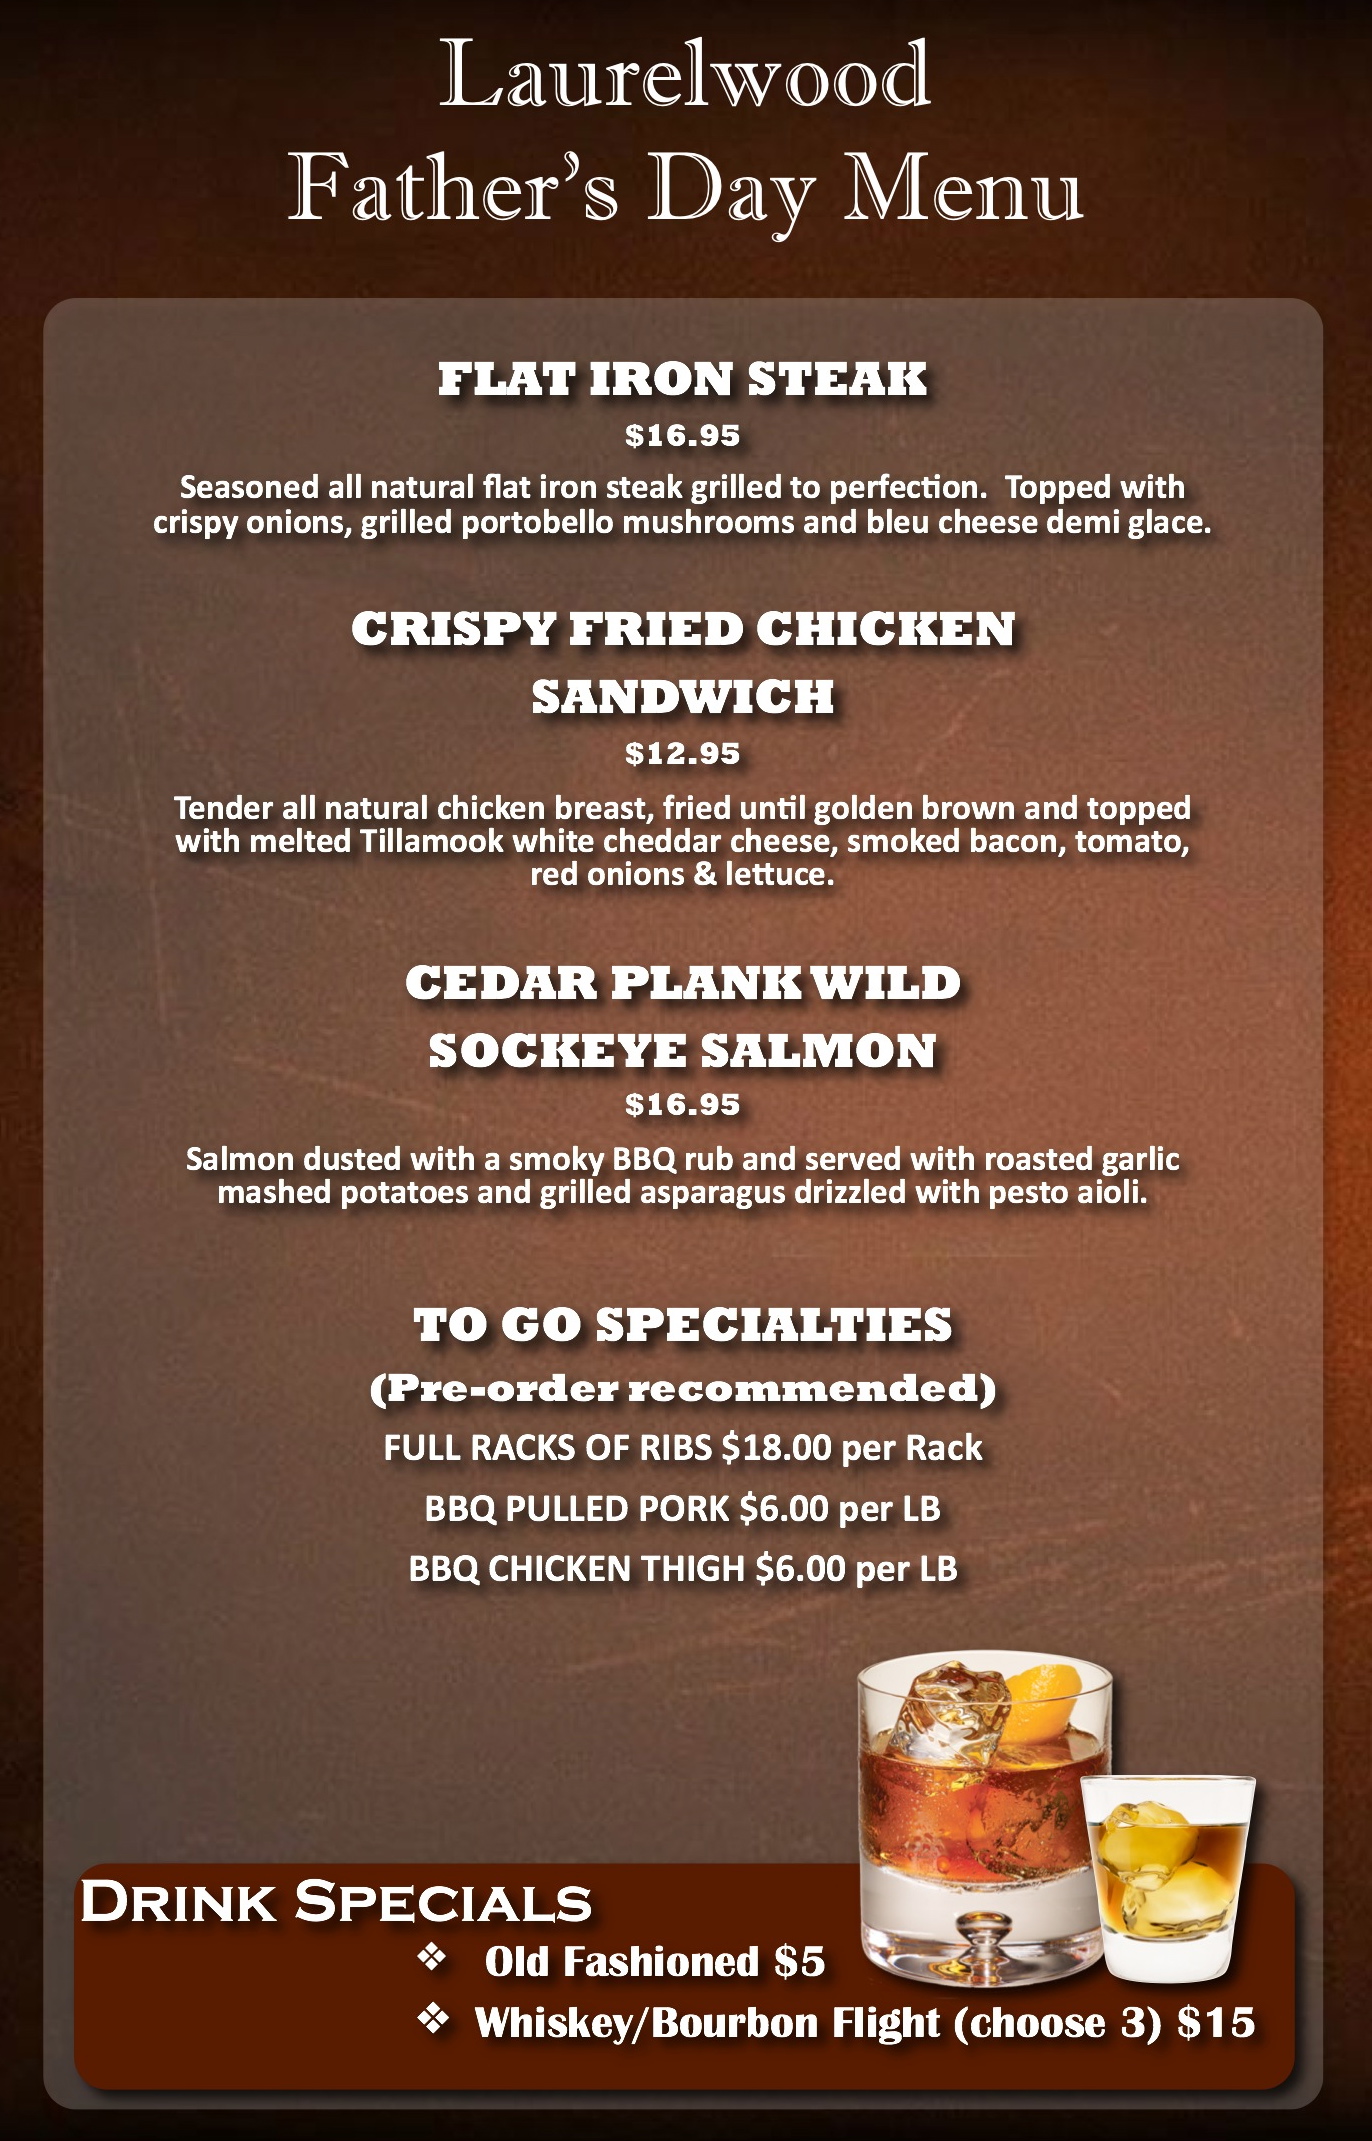 Laurelwood
Father’s Day Menu
FLAT IRON STEAK
$16.95
Seasoned all natural flat iron steak grilled to perfection.  Topped with
crispy onions, grilled portobello mushrooms and bleu cheese demi glace.
CRISPY FRIED CHICKEN
SANDWICH
$12.95
Tender all natural chicken breast, fried until golden brown and topped
with melted Tillamook white cheddar cheese, smoked bacon, tomato,
red onions & lettuce.
CEDAR PLANK WILD
SOCKEYE SALMON
$16.95
Salmon dusted with a smoky BBQ rub and served with roasted garlic
mashed potatoes and grilled asparagus drizzled with pesto aioli.
TO GO SPECIALTIES
(Pre-order recommended)
FULL RACKS OF RIBS $18.00 per Rack
BBQ PULLED PORK $6.00 per LB
BBQ CHICKEN THIGH $6.00 per LB
DRINK SPECIALS
❖ Old Fashioned $5
❖ Whiskey/Bourbon Flight (choose 3) $15